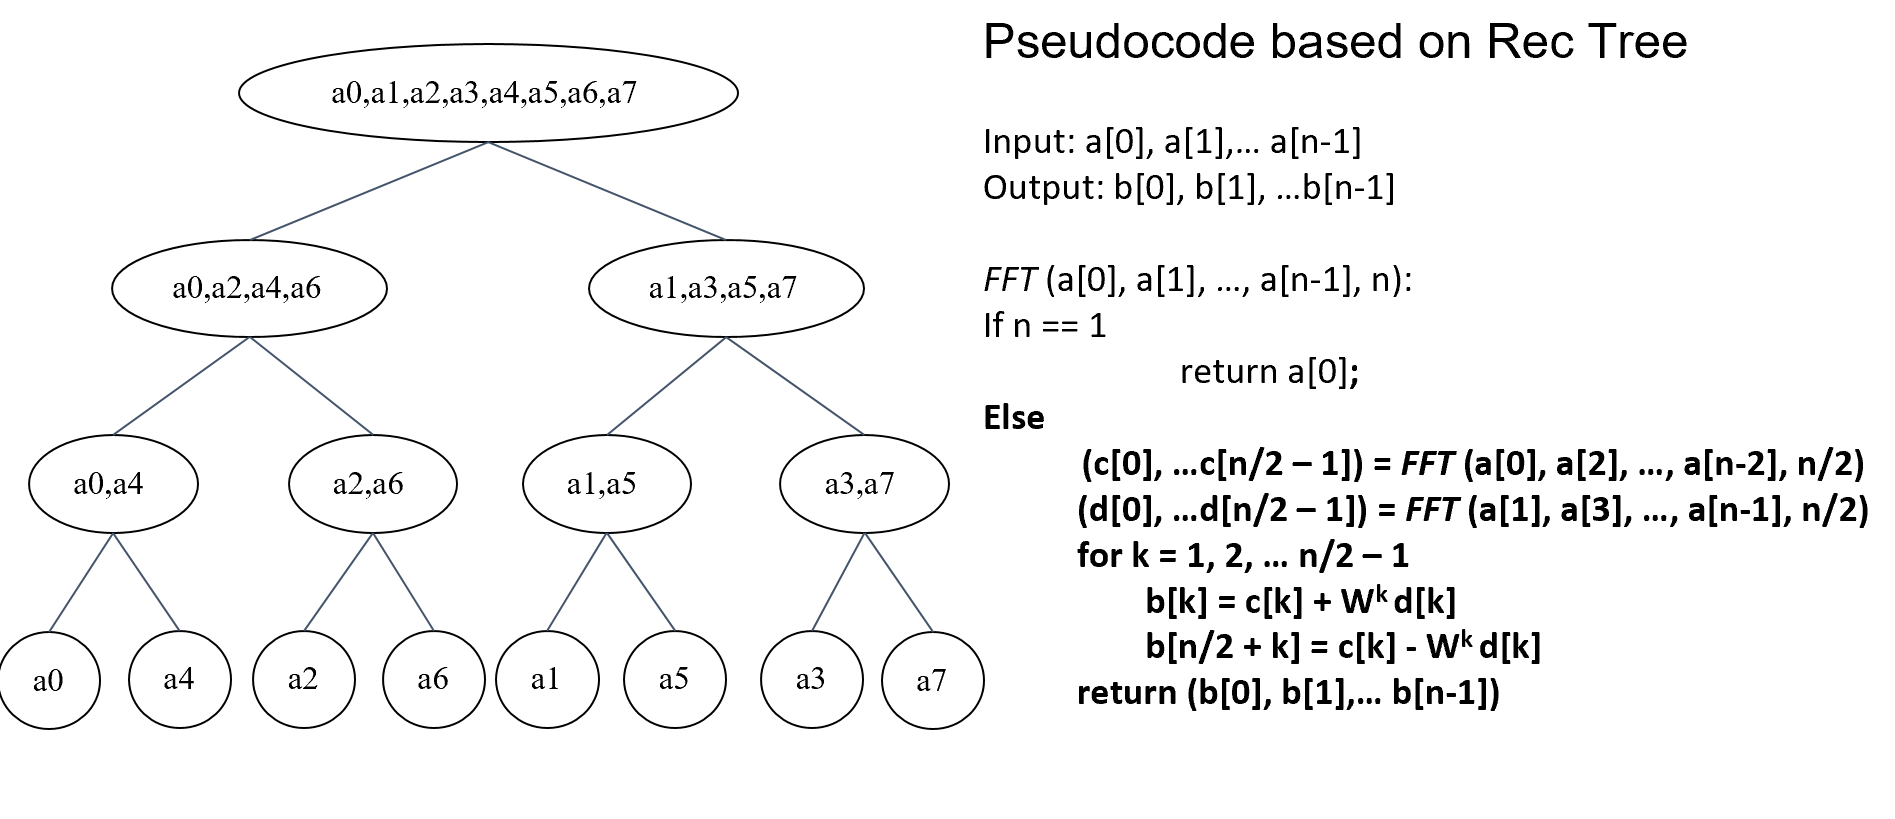 a0,a1,a2,a3,a4,a5,a6,a7
a0,a2,a4,a6
a1,a3,a5,a7
a0,a4
a2,a6
a1,a5
a3,a7
a0
a4
a2
a6
a1
a5
a3
a7
Pseudocode based on Rec Tree
Input: a[0], a[1],... a[n-1]
Output: b[0], b[1], ...b[n-1]
FFT (a[0], a[1], ..., a[n-1], n):
If n == 1
return a[0];
Else
(c[0], ...c[n/2 – 1]) = FFT (a[0], a[2], ..., a[n-2], n/2)
(d[0], ...d[n/2 – 1]) = FFT (a[1], a[3], ..., a[n-1], n/2)
for k = 1, 2, ... n/2 – 1
b[k] = c[k] + Wᵏ d[k]
b[n/2 + k] = c[k] - Wᵏ d[k]
return (b[0], b[1],... b[n-1])